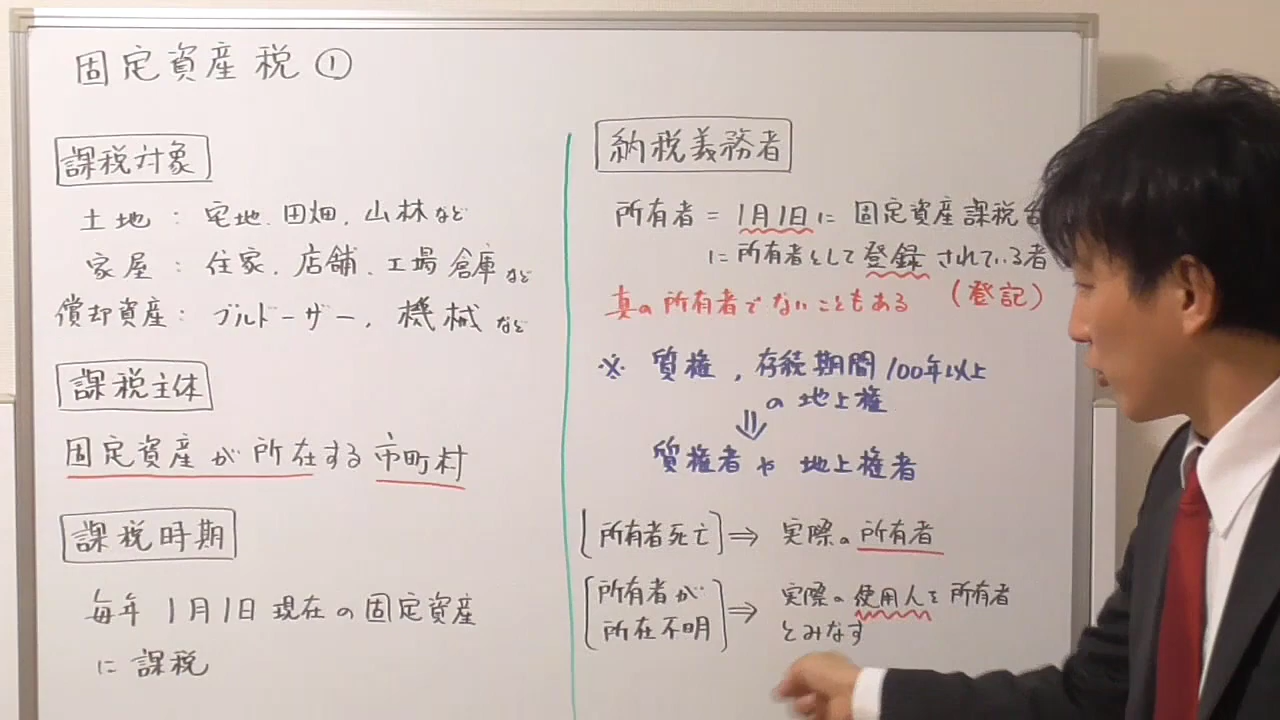 固定資産税 ①
課税対象
土地 : 宅地、田畑、山林など
家屋 : 住家、店舗、工場 倉庫など
償却資産 : ブルドーザー、機械など
課税主体
固定資産が所在する市町村
課税時期
毎年 1月1日現在の固定資産
に課税
納税義務者
所有者 = 1月1日に 固定資産課税
に所有者として登録されている者
真の所有者でないこともある (登記)
※ 質権、存続期間100年以上
の地上権
⇓
質権者や地上権者
[所有者死亡] ⇒ 実際の所有者
[所有者が
所在不明] ⇒ 実際の使用人を所有者
とみなす